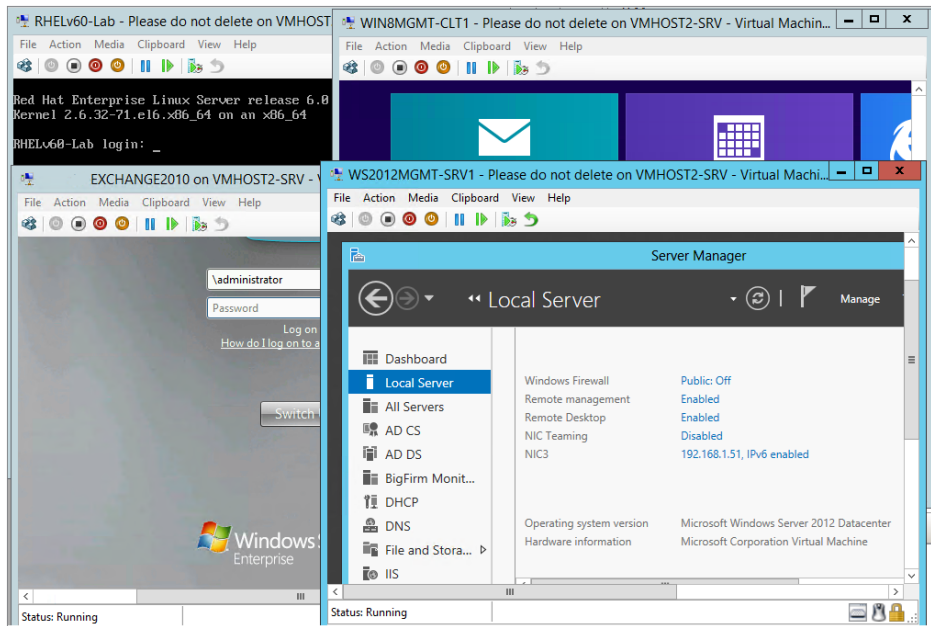 RHELv60-Lab - Please do not delete on VMHOST
File Action Media Clipboard View Help
Red Hat Enterprise Linux Server release 6.0
Kernel 2.6.32-71.el6.x86_64 on an x86_64
RHELv60-Lab login: _
WIN8MGMT-CLT1 - Please do not delete on VMHOST2-SRV - Virtual Machin...
File Action Media Clipboard View Help
EXCHANGE2010 on VMHOST2-SRV - V
File Action Media Clipboard View Help
\administrator
Password
Log on
How do I log on to a
Switch
Windows S
Enterprise
Status: Running
WS2012MGMT-SRV1 - Please do not delete on VMHOST2-SRV - Virtual Machi...
File Action Media Clipboard View Help
Server Manager
Local Server
Manage
Dashboard
Local Server
All Servers
AD CS
AD DS
BigFirm Monit...
DHCP
DNS
File and Stora...
IIS
Windows Firewall Public: Off
Remote management Enabled
Remote Desktop Enabled
NIC Teaming Disabled
NIC3 192.168.1.51, IPv6 enabled
Operating system version Microsoft Windows Server 2012 Datacenter
Hardware information Microsoft Corporation Virtual Machine
Status: Running